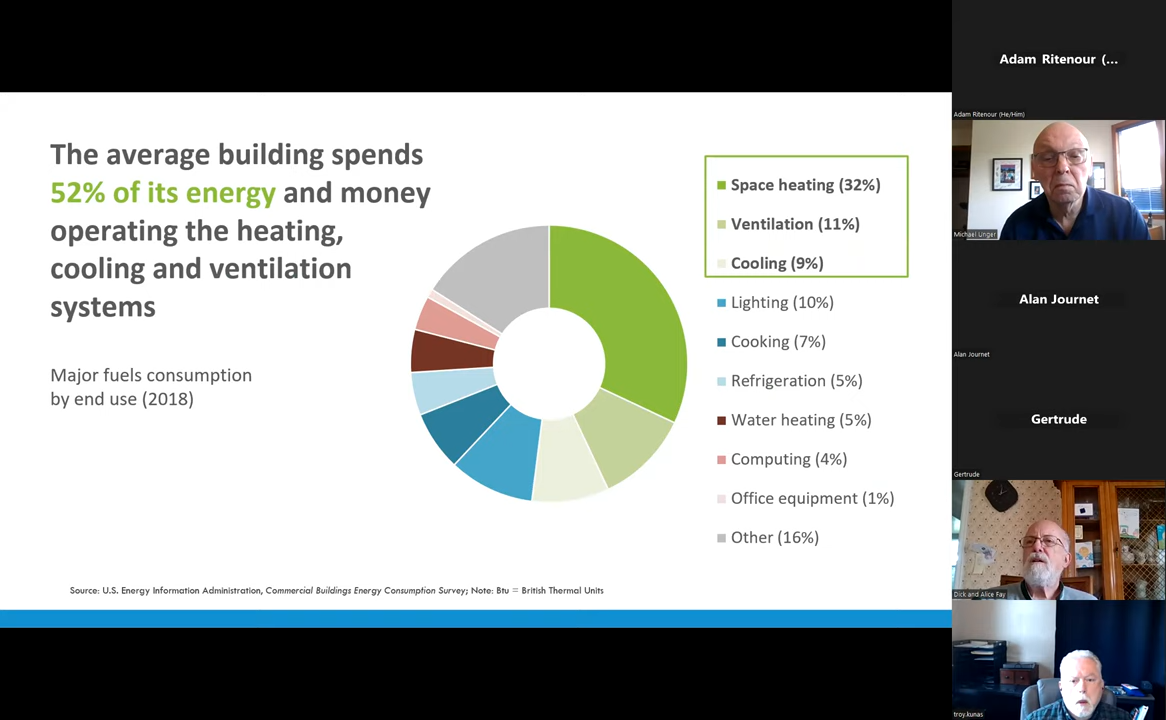 The average building spends
52% of its energy and money
operating the heating,
cooling and ventilation
systems
Major fuels consumption
by end use (2018)
Space heating (32%)
Ventilation (11%)
Cooling (9%)
Lighting (10%)
Cooking (7%)
Refrigeration (5%)
Water heating (5%)
Computing (4%)
Office equipment (1%)
Other (16%)
Source: U.S. Energy Information Administration, Commercial Buildings Energy Consumption Survey; Note: Btu = British Thermal Units
Adam Ritenour (...
Adam Ritenour (He/Him)
Michael Unger
Alan Journet
Alan Journet
Gertrude
Gertrude
Dick and Alice Fay
troy.kunas